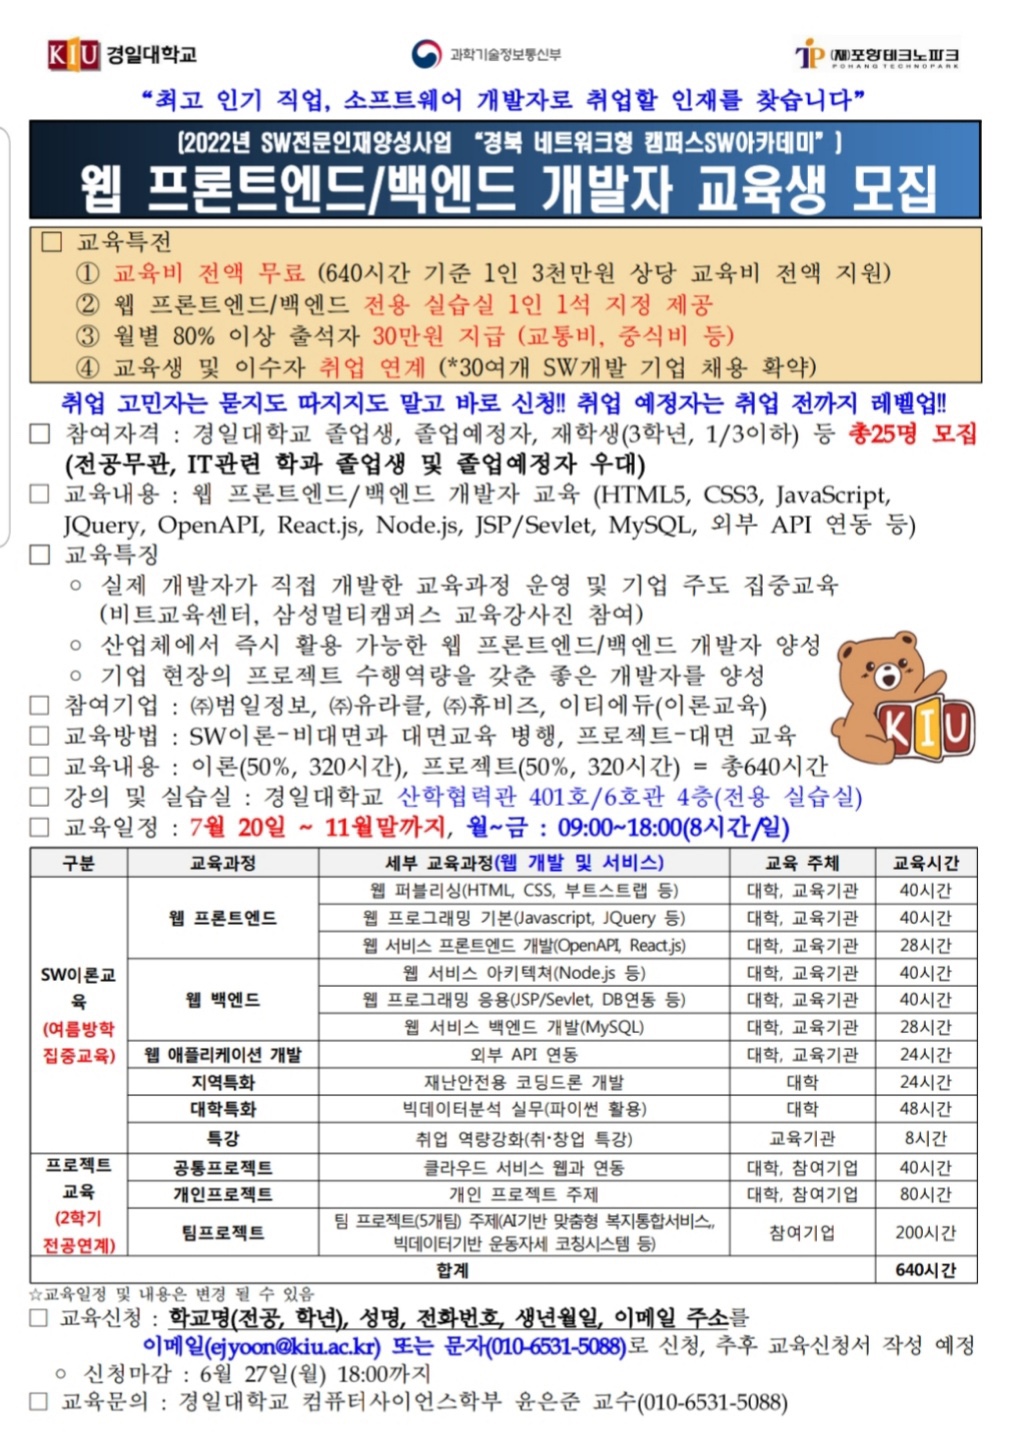 KIU 경일대학교
과학기술정보통신부
TP (재)포항테크노파크
POHANG TECHNOPARK
“최고 인기 직업, 소프트웨어 개발자로 취업할 인재를 찾습니다”
(2022년 SW전문인재양성사업 “경북 네트워크형 캠퍼스SW아카데미”)
웹 프론트엔드/백엔드 개발자 교육생 모집
□ 교육특전
① 교육비 전액 무료 (640시간 기준 1인 3천만원 상당 교육비 전액 지원)
② 웹 프론트엔드/백엔드 전용 실습실 1인 1석 지정 제공
③ 월별 80% 이상 출석자 30만원 지급 (교통비, 중식비 등)
④ 교육생 및 이수자 취업 연계 (*30여개 SW개발 기업 채용 확약)
취업 고민자는 묻지도 따지지도 말고 바로 신청!! 취업 예정자는 취업 전까지 레벨업!!
□ 참여자격 : 경일대학교 졸업생, 졸업예정자, 재학생(3학년, 1/3이하) 등 총25명 모집
(전공무관, IT관련 학과 졸업생 및 졸업예정자 우대)
□ 교육내용 : 웹 프론트엔드/백엔드 개발자 교육 (HTML5, CSS3, JavaScript,
JQuery, OpenAPI, React.js, Node.js, JSP/Sevlet, MySQL, 외부 API 연동 등)
□ 교육특징
○ 실제 개발자가 직접 개발한 교육과정 운영 및 기업 주도 집중교육
(비트교육센터, 삼성멀티캠퍼스 교육강사진 참여)
○ 산업체에서 즉시 활용 가능한 웹 프론트엔드/백엔드 개발자 양성
○ 기업 현장의 프로젝트 수행역량을 갖춘 좋은 개발자를 양성
KIU
□ 참여기업 : ㈜범일정보, ㈜유라클, ㈜휴비즈, 이티에듀(이론교육)
□ 교육방법 : SW이론-비대면과 대면교육 병행, 프로젝트-대면 교육
□ 교육내용 : 이론(50%, 320시간), 프로젝트(50%, 320시간) = 총640시간
□ 강의 및 실습실 : 경일대학교 산학협력관 401호/6호관 4층(전용 실습실)
□ 교육일정 : 7월 20일 ~ 11월말까지, 월~금 : 09:00~18:00(8시간/일)
구분 교육과정 세부 교육과정(웹 개발 및 서비스) 교육 주체 교육시간
SW이론교육 (여름방학 집중교육) 웹 프론트엔드 웹 퍼블리싱(HTML, CSS, 부트스트랩 등) 대학, 교육기관 40시간
웹 프로그래밍 기본(Javascript, JQuery 등) 대학, 교육기관 40시간
웹 서비스 프론트엔드 개발(OpenAPI, React.js) 대학, 교육기관 28시간
웹 백엔드 웹 서비스 아키텍쳐(Node.js 등) 대학, 교육기관 40시간
웹 프로그래밍 응용(JSP/Sevlet, DB연동 등) 대학, 교육기관 40시간
웹 서비스 백엔드 개발(MySQL) 대학, 교육기관 28시간
웹 애플리케이션 개발 외부 API 연동 대학, 교육기관 24시간
지역특화 재난안전용 코딩드론 개발 대학 24시간
대학특화 빅데이터분석 실무(파이썬 활용) 대학 48시간
특강 취업 역량강화(취·창업 특강) 교육기관 8시간
프로젝트 교육 (2학기 전공연계) 공통프로젝트 클라우드 서비스 웹과 연동 대학, 참여기업 40시간
개인프로젝트 개인 프로젝트 주제 대학, 참여기업 80시간
팀프로젝트 팀 프로젝트(5개팀) 주제(AI기반 맞춤형 복지통합서비스, 빅데이터기반 운동자세 코칭시스템 등) 참여기업 200시간
합계 640시간
☆교육일정 및 내용은 변경 될 수 있음
□ 교육신청 : 학교명(전공, 학년), 성명, 전화번호, 생년월일, 이메일 주소를
이메일(ejyoon@kiu.ac.kr) 또는 문자(010-6531-5088)로 신청, 추후 교육신청서 작성 예정
○ 신청마감 : 6월 27일(월) 18:00까지
□ 교육문의 : 경일대학교 컴퓨터사이언스학부 윤은준 교수(010-6531-5088)